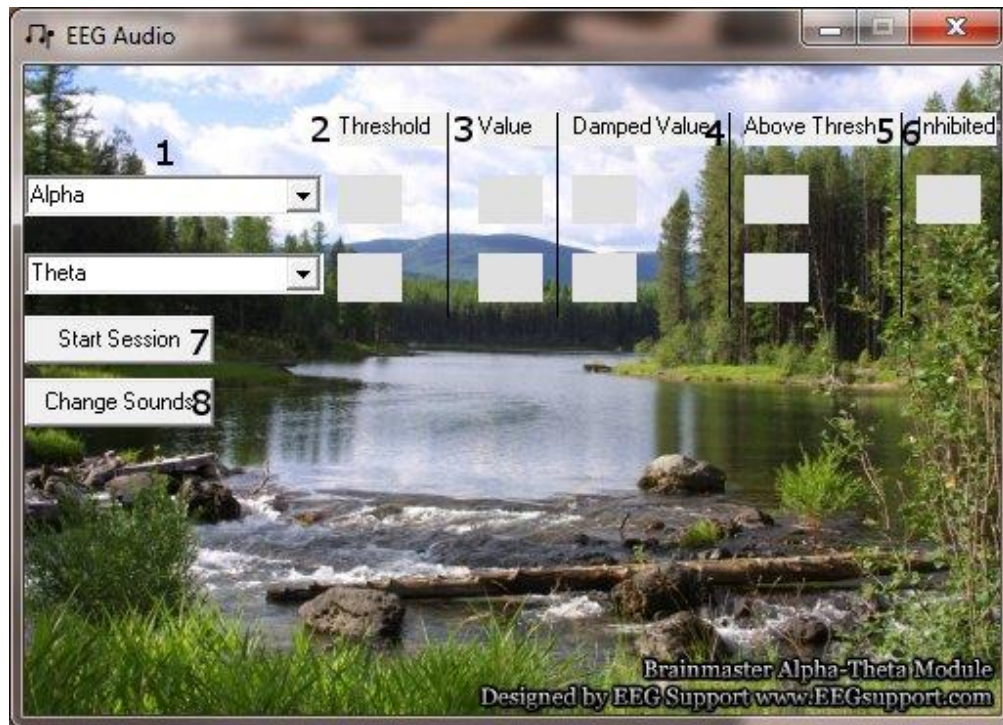 EEG Audio
1 2 Threshold 3 Value Damped Value 4 Above Thresh 5 6 Inhibited
Alpha
Theta
Start Session 7
Change Sounds 8
Brainmaster Alpha-Theta Module
Designed by EEG Support www.EEGsupport.com